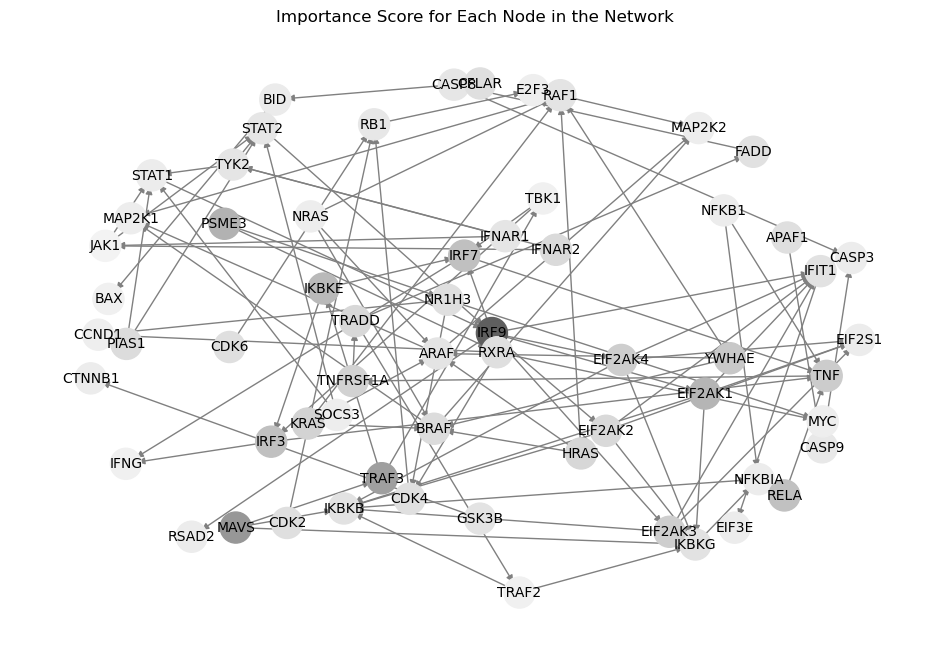 Importance Score for Each Node in the Network
CASP8
CFLAR
E2F3
RAF1
BID
STAT2
RB1
MAP2K2
FADD
TYK2
STAT1
TBK1
NFKB1
MAP2K1
PSME3
NRAS
JAK1
IFNAR1
IFNAR2
APAF1
IRF7
CASP3
IFIT1
IKBKE
BAX
NR1H3
TRADD
CCND1
PIAS1
IRF9
EIF2S1
CDK6
ARAF
RXRA
EIF2AK4
YWHAE
CTNNB1
TNFRSF1A
TNF
EIF2AK1
SOCS3
KRAS
MYC
BRAF
EIF2AK2
IRF3
CASP9
HRAS
IFNG
TRAF3
NFKBIA
RELA
CDK4
IKBKB
GSK3B
CDK2
MAVS
EIF3E
RSAD2
EIF2AK3
IKBKG
TRAF2